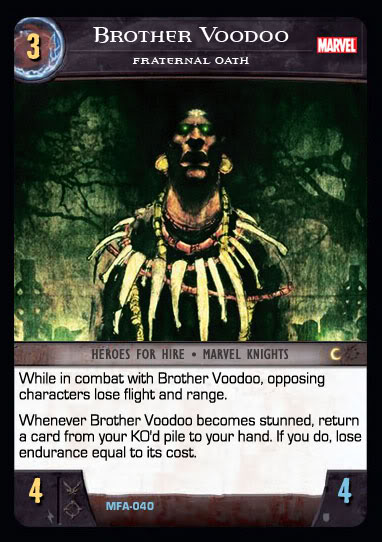 3
BROTHER VOODOO
MARVEL
FRATERNAL OATH
HEROES FOR HIRE • MARVEL KNIGHTS
C
While in combat with Brother Voodoo, opposing
characters lose flight and range.
Whenever Brother Voodoo becomes stunned, return
a card from your KO'd pile to your hand. If you do, lose
endurance equal to its cost.
4
MFA-040
4